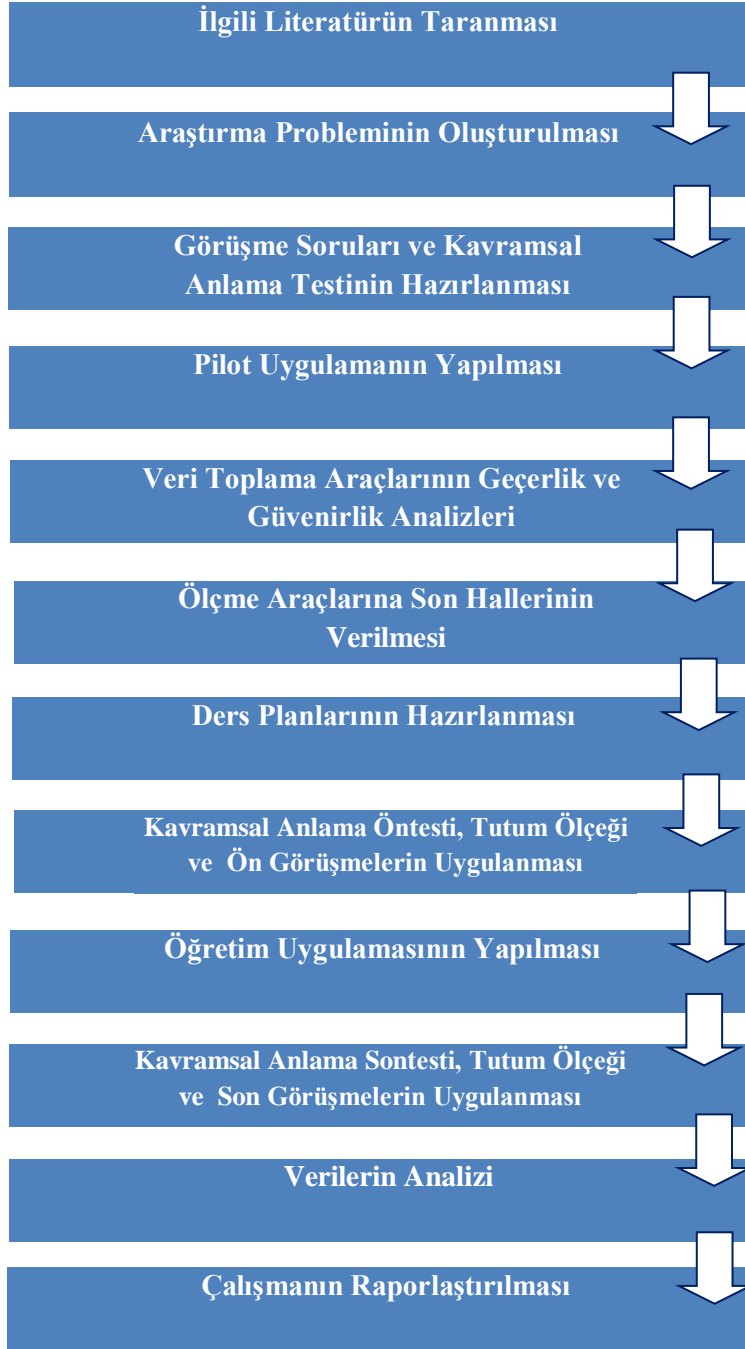 İlgili Literatürün Taranması
Araştırma Probleminin Oluşturulması
Görüşme Soruları ve Kavramsal
Anlama Testinin Hazırlanması
Pilot Uygulamanın Yapılması
Veri Toplama Araçlarının Geçerlik ve
Güvenirlik Analizleri
Ölçme Araçlarına Son Hallerinin
Verilmesi
Ders Planlarının Hazırlanması
Kavramsal Anlama Öntesti, Tutum Ölçeği
ve Ön Görüşmelerin Uygulanması
Öğretim Uygulamasının Yapılması
Kavramsal Anlama Sontesti, Tutum Ölçeği
ve Son Görüşmelerin Uygulanması
Verilerin Analizi
Çalışmanın Raporlaştırılması